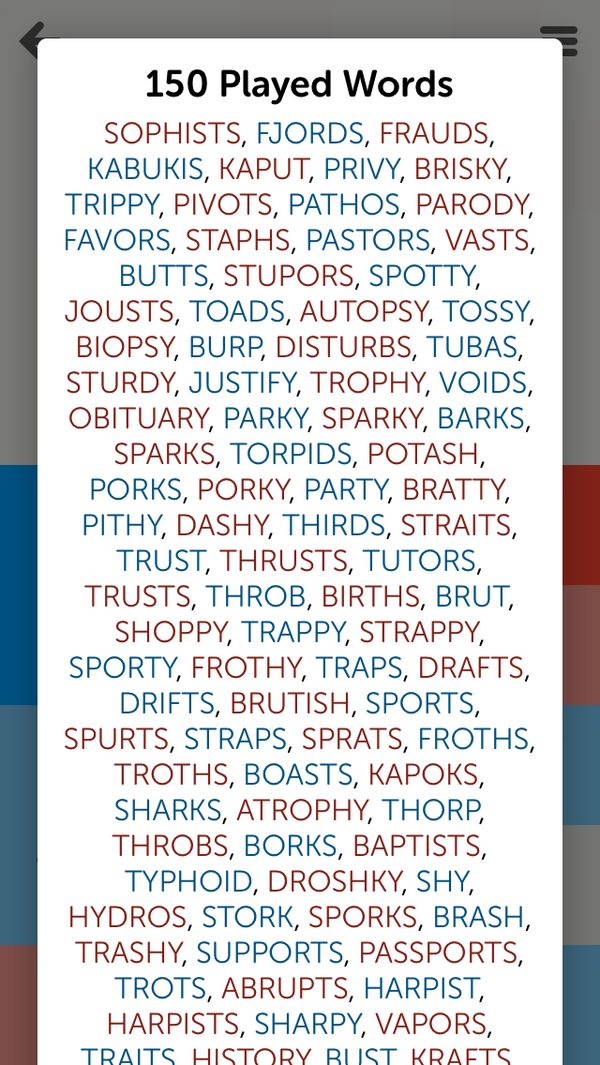 150 Played Words
SOPHISTS, FJORDS, FRAUDS,
KABUKIS, KAPUT, PRIVY, BRISKY,
TRIPPY, PIVOTS, PATHOS, PARODY,
FAVORS, STAPHS, PASTORS, VASTS,
BUTTS, STUPORS, SPOTTY,
JOUSTS, TOADS, AUTOPSY, TOSSY,
BIOPSY, BURP, DISTURBS, TUBAS,
STURDY, JUSTIFY, TROPHY, VOIDS,
OBITUARY, PARKY, SPARKY, BARKS,
SPARKS, TORPIDS, POTASH,
PORKS, PORKY, PARTY, BRATTY,
PITHY, DASHY, THIRDS, STRAITS,
TRUST, THRUSTS, TUTORS,
TRUSTS, THROB, BIRTHS, BRUT,
SHOPPY, TRAPPY, STRAPPY,
SPORTY, FROTHY, TRAPS, DRAFTS,
DRIFTS, BRUTISH, SPORTS,
SPURTS, STRAPS, SPRATS, FROTHS,
TROTHS, BOASTS, KAPOKS,
SHARKS, ATROPHY, THORP,
THROBS, BORKS, BAPTISTS,
TYPHOID, DROSHKY, SHY,
HYDROS, STORK, SPORKS, BRASH,
TRASHY, SUPPORTS, PASSPORTS,
TROTS, ABRUPTS, HARPIST,
HARPISTS, SHARPY, VAPORS,
TRAITS, HISTORY, BUST, KRAFTS